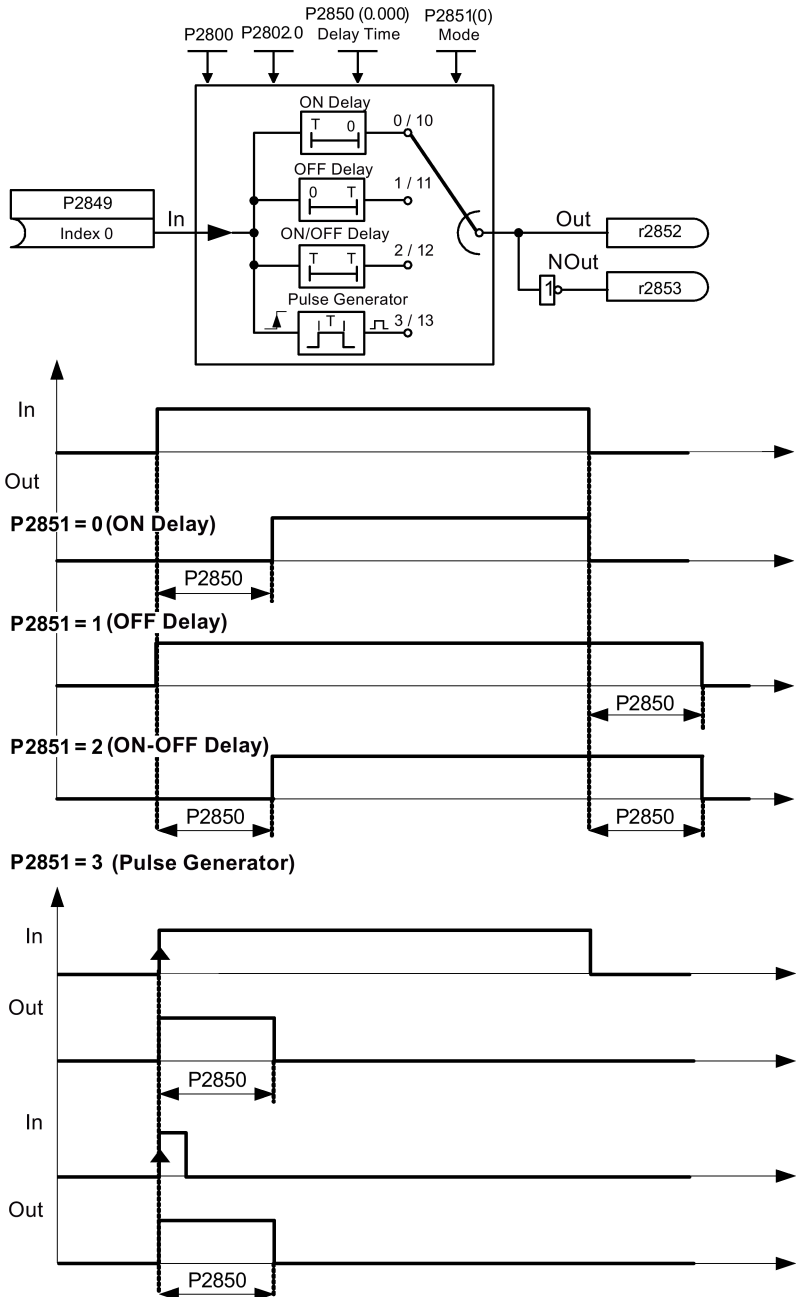 P2800 P2802.0 P2850 (0.000) P2851(0)
Delay Time Mode
ON Delay
T 0 0 / 10
OFF Delay
0 T 1 / 11
P2849
Index 0
In
ON/OFF Delay
T T 2 / 12
Pulse Generator
T 3 / 13
Out
r2852
NOut
1
r2853
In
Out
P2851 = 0 (ON Delay)
P2850
P2851 = 1 (OFF Delay)
P2850
P2851 = 2 (ON-OFF Delay)
P2850 P2850
P2851 = 3 (Pulse Generator)
In
Out
P2850
In
Out
P2850